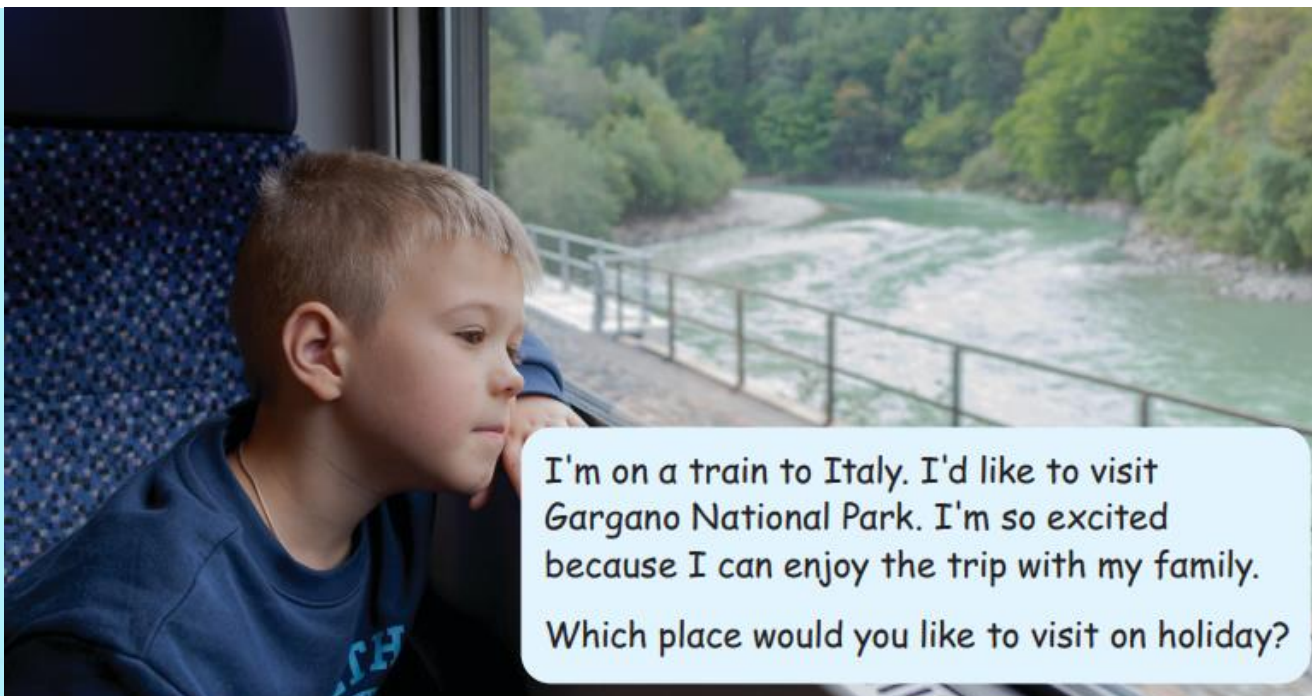 I'm on a train to Italy. I'd like to visit
Gargano National Park. I'm so excited
because I can enjoy the trip with my family.
Which place would you like to visit on holiday?